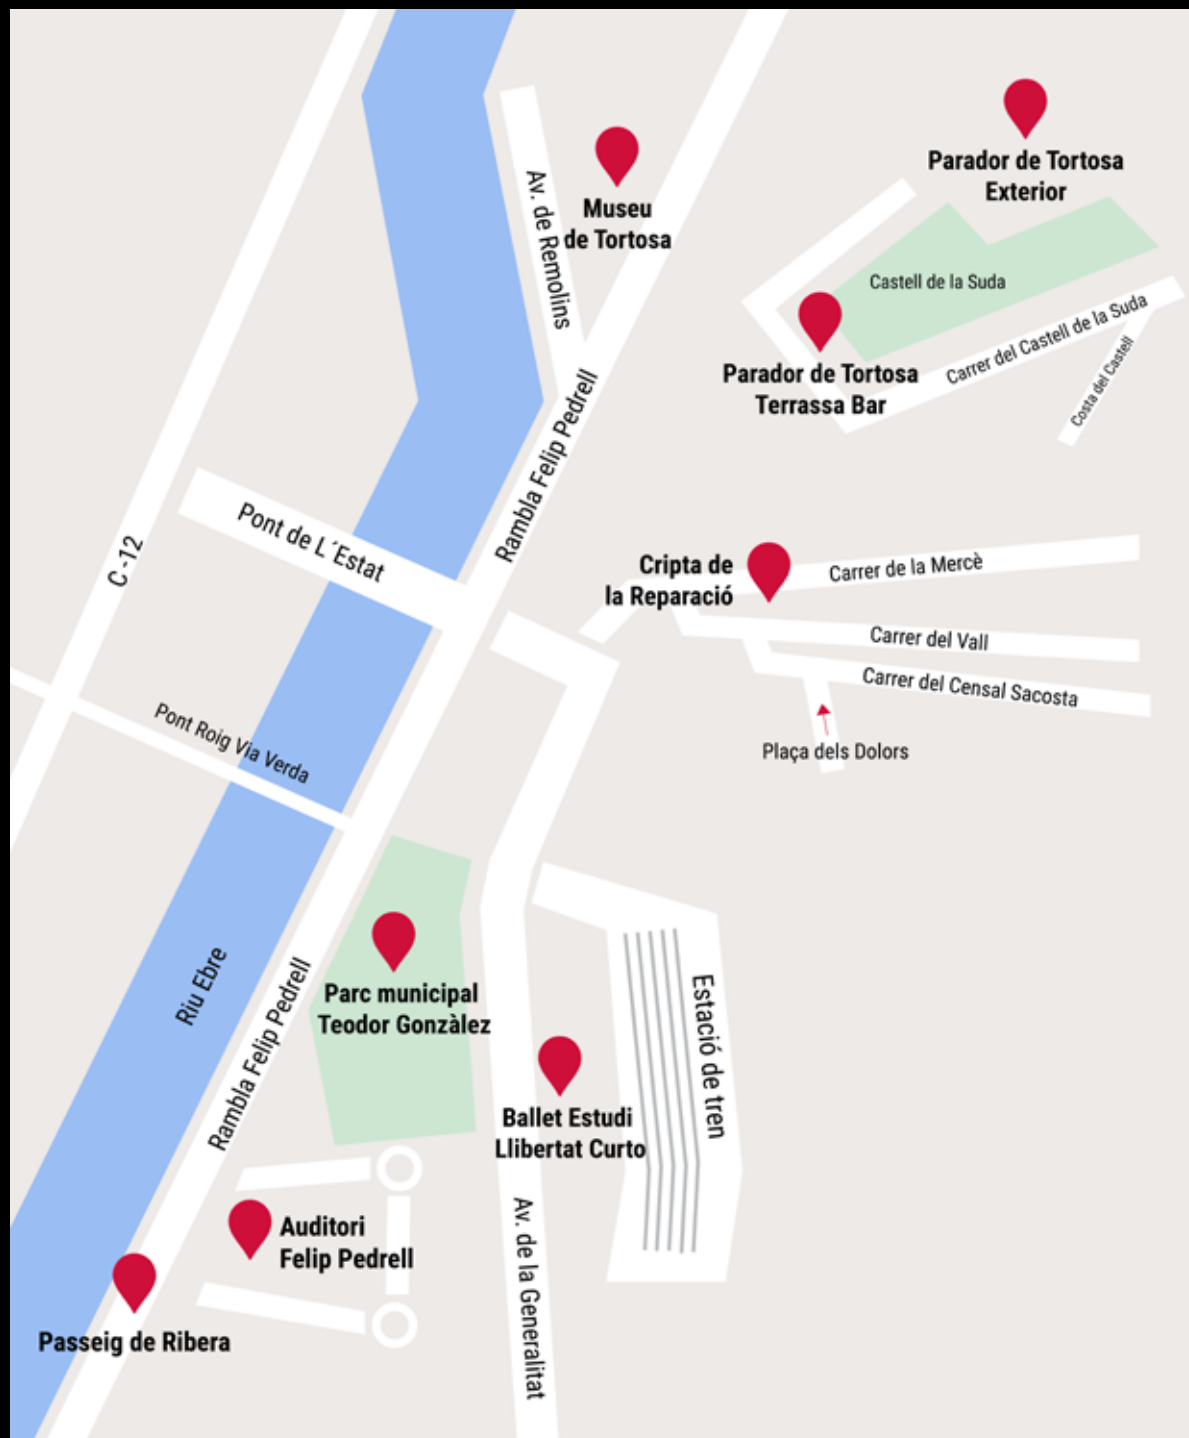 Parador de Tortosa
Exterior
Museu
de Tortosa
Av. de Remolins
Castell de la Suda
Carrer del Castell de la Suda
Costa del Castell
Parador de Tortosa
Terrassa Bar
Rambla Felip Pedrell
Pont de L´Estat
C-12
Cripta de
la Reparació
Carrer de la Mercè
Carrer del Vall
Carrer del Censal Sacosta
Plaça dels Dolors
Pont Roig Via Verda
Riu Ebre
Rambla Felip Pedrell
Parc municipal
Teodor Gonzàlez
Estació de tren
Ballet Estudi
Llibertat Curto
Auditori
Felip Pedrell
Av. de la Generalitat
Passeig de Ribera